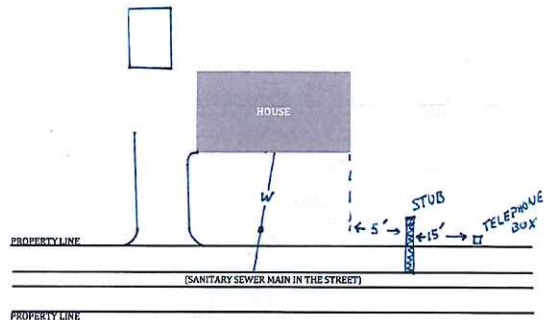 HOUSE
W
STUB
5'
15'
TELEPHONE
BOX
PROPERTY LINE
(SANITARY SEWER MAIN IN THE STREET)
PROPERTY LINE